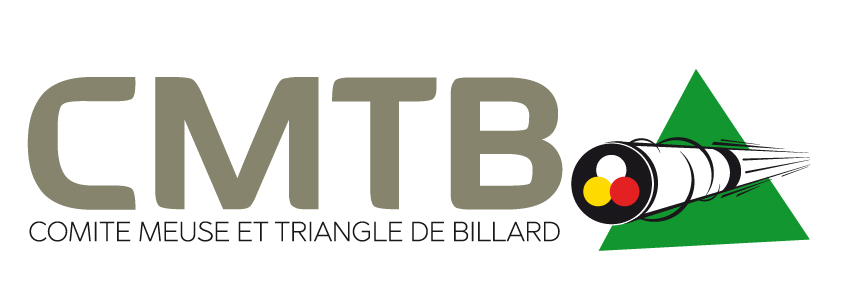 CMTB
COMITE MEUSE ET TRIANGLE DE BILLARD